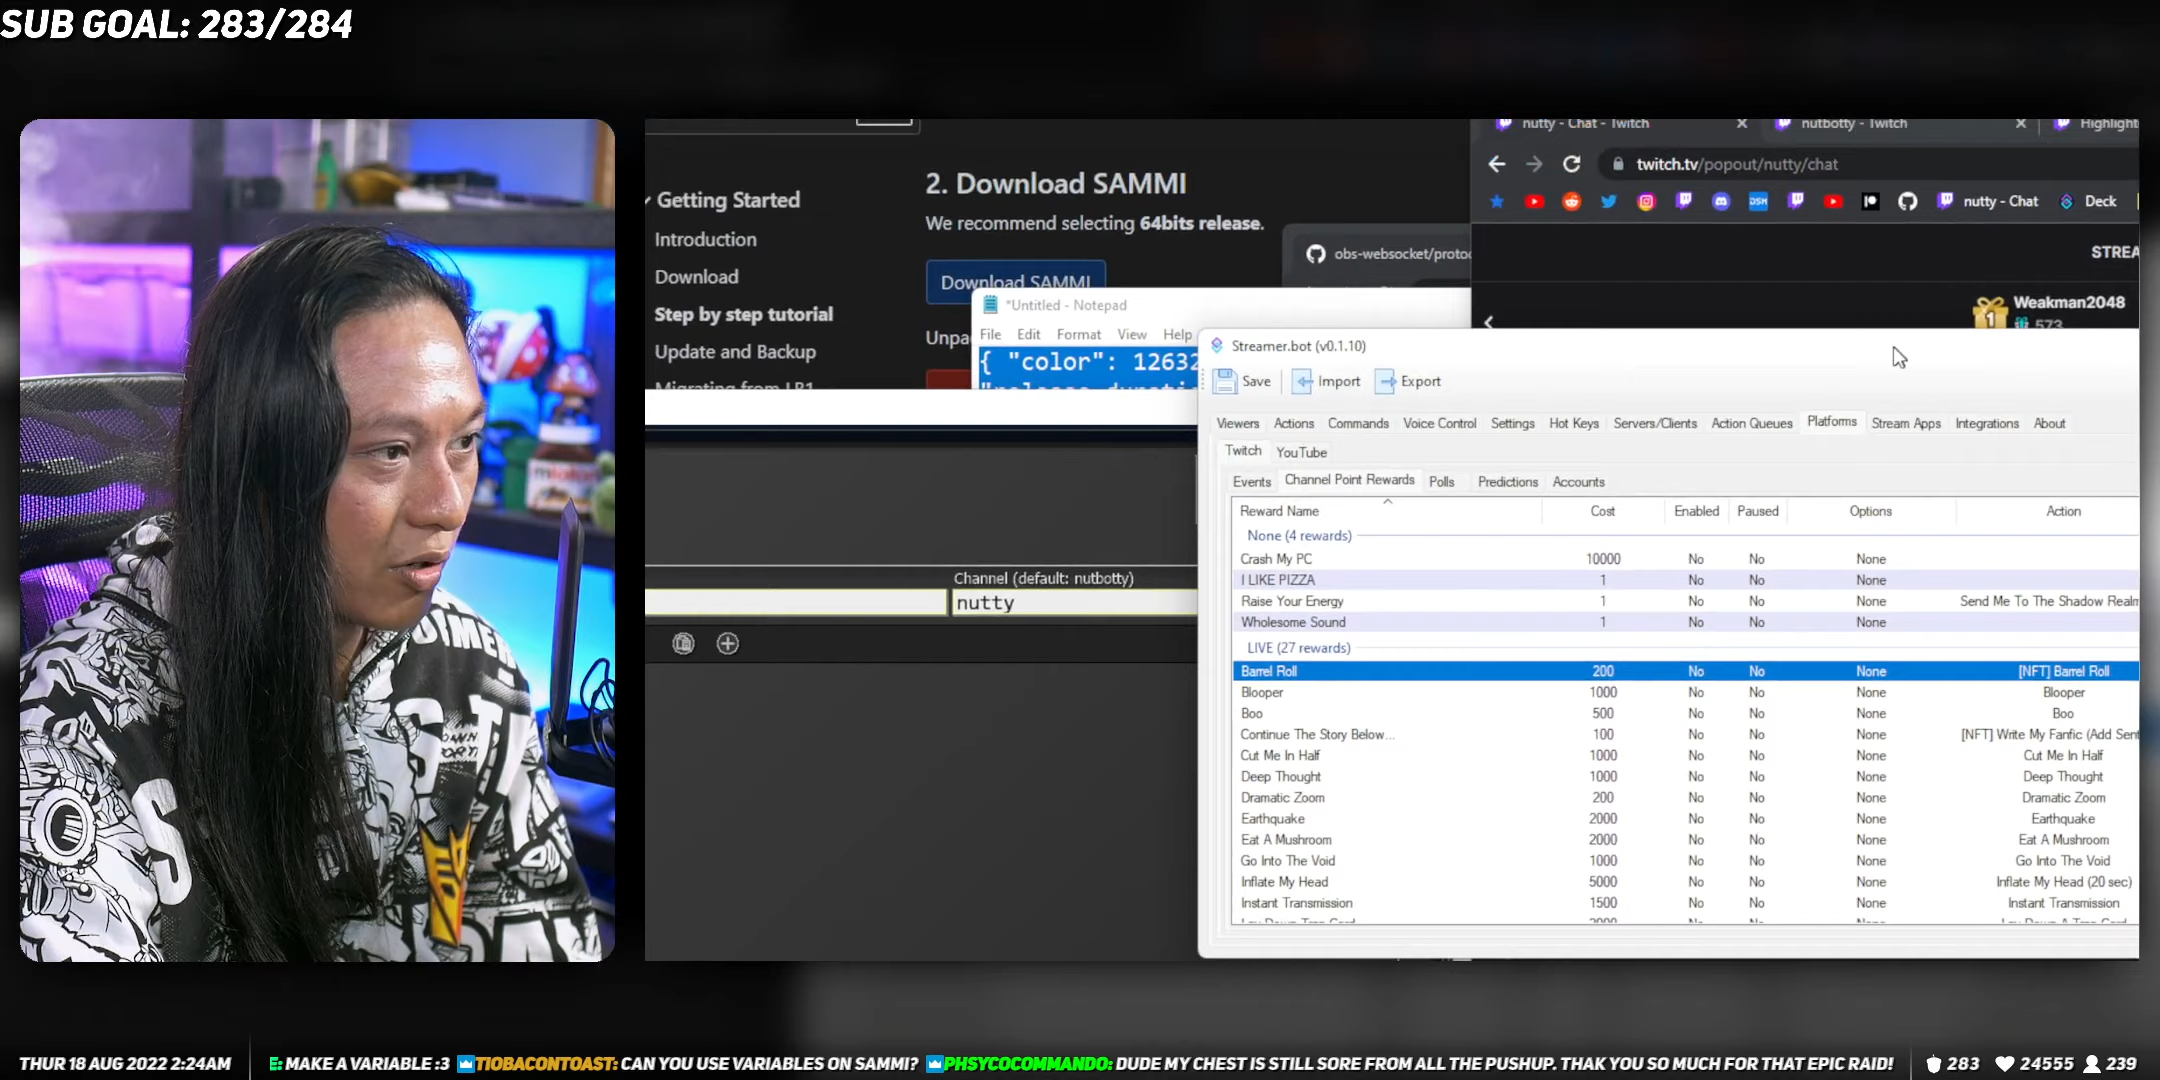 SUB GOAL: 283/284
Getting Started
Introduction
Download
Step by step tutorial
Update and Backup
Migrating from LB1
2. Download SAMMI
We recommend selecting 64bits release.
Download SAMMI
obs-websocket/protoc
*Untitled - Notepad
File Edit Format View Help
{ "color": 12632
Channel (default: nutbotty)
nutty
nutty - Chat - Twitch
nutbotty - Twitch
Highlight
twitch.tv/popout/nutty/chat
nutty - Chat
Deck
STREA
Weakman2048
573
Streamer.bot (v0.1.10)
Save Import Export
Viewers Actions Commands Voice Control Settings Hot Keys Servers/Clients Action Queues Platforms Stream Apps Integrations About
Twitch YouTube
Events Channel Point Rewards Polls Predictions Accounts
Reward Name Cost Enabled Paused Options Action
None (4 rewards)
Crash My PC 10000 No No None
I LIKE PIZZA 1 No No None
Raise Your Energy 1 No No None Send Me To The Shadow Realm
Wholesome Sound 1 No No None
LIVE (27 rewards)
Barrel Roll 200 No No None [NFT] Barrel Roll
Blooper 1000 No No None Blooper
Boo 500 No No None Boo
Continue The Story Below... 100 No No None [NFT] Write My Fanfic (Add Sent
Cut Me In Half 1000 No No None Cut Me In Half
Deep Thought 1000 No No None Deep Thought
Dramatic Zoom 200 No No None Dramatic Zoom
Earthquake 2000 No No None Earthquake
Eat A Mushroom 2000 No No None Eat A Mushroom
Go Into The Void 1000 No No None Go Into The Void
Inflate My Head 5000 No No None Inflate My Head (20 sec)
Instant Transmission 1500 No No None Instant Transmission
THUR 18 AUG 2022 2:24AM
E: MAKE A VARIABLE :3 TIOBACONTOAST: CAN YOU USE VARIABLES ON SAMMI? PHSYCOCOMMANDO: DUDE MY CHEST IS STILL SORE FROM ALL THE PUSHUP. THAK YOU SO MUCH FOR THAT EPIC RAID!
283 24555 239